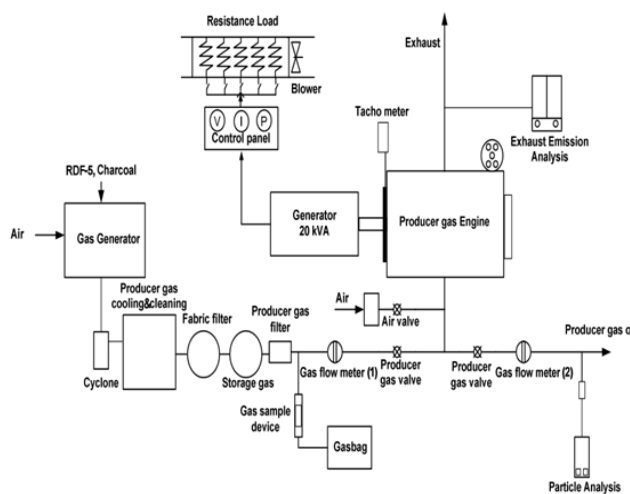 Resistance Load
Exhaust
Blower
V I P
Control panel
Tacho meter
Exhaust Emission
Analysis
RDF-5, Charcoal
Air
Gas Generator
Generator
20 kVA
Producer gas Engine
Producer gas
cooling&cleaning
Fabric filter
Producer gas
filter
Air
Air valve
Producer gas o
Cyclone
Storage gas
Gas flow meter (1)
Producer gas
gas valve
Producer
gas valve
Gas flow meter (2)
Gas sample
device
Gasbag
Particle Analysis